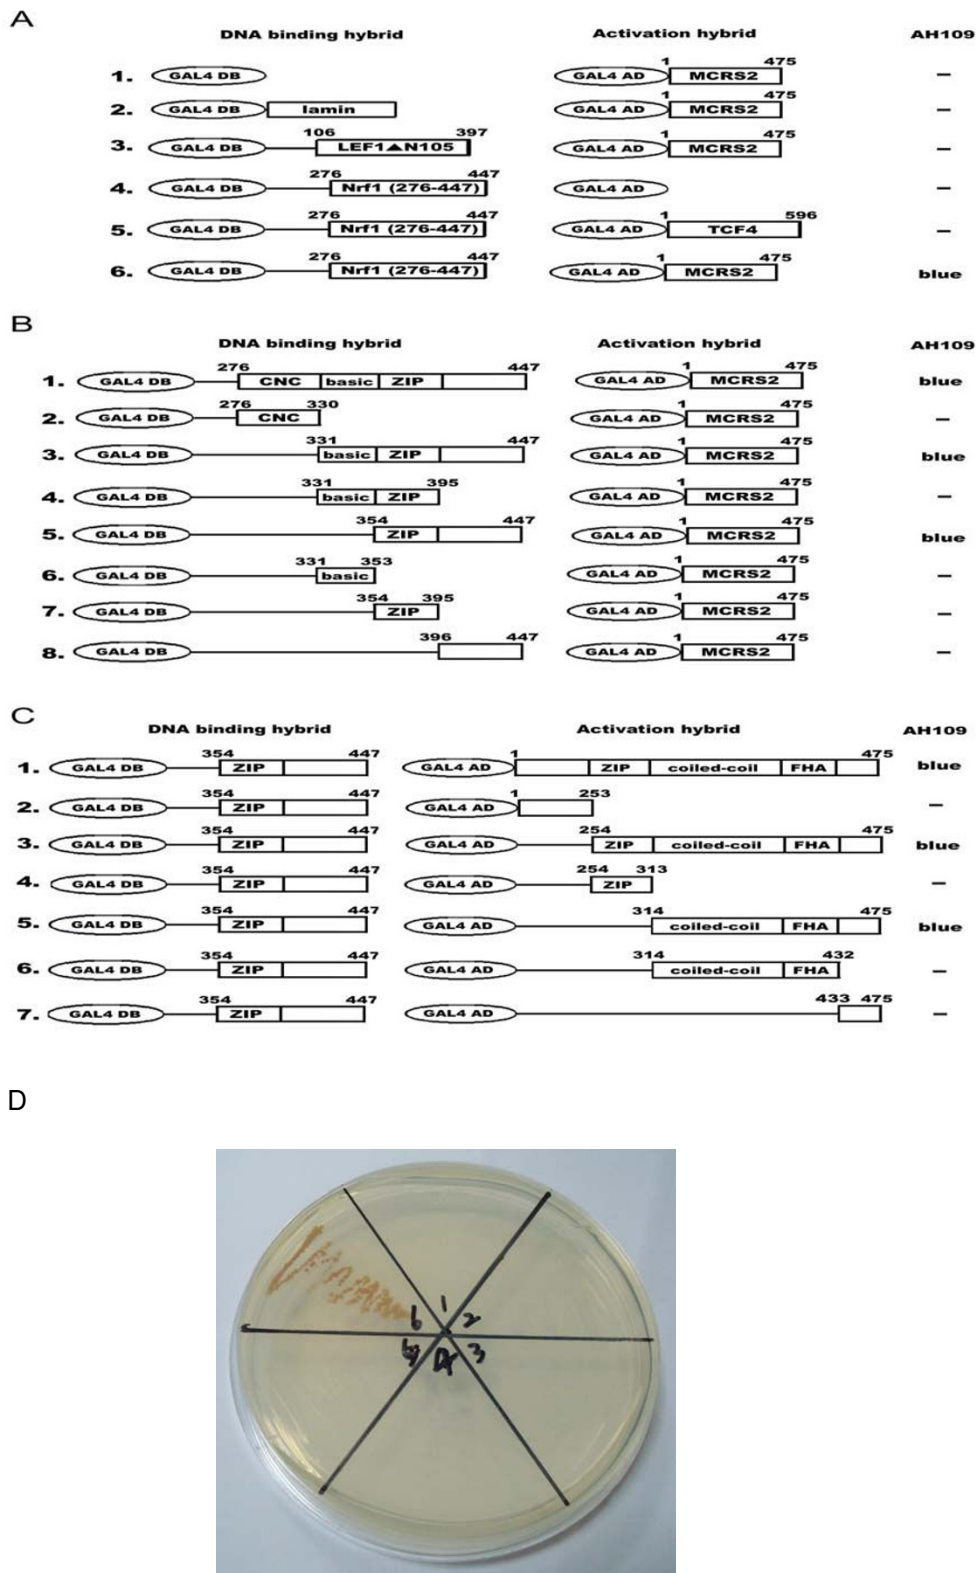 A
DNA binding hybrid Activation hybrid AH109
1 475
1. GAL4 DB GAL4 AD MCRS2 –
1 475
2. GAL4 DB lamin GAL4 AD MCRS2 –
106 397 1 475
3. GAL4 DB LEF1▲N105 GAL4 AD MCRS2 –
276 447
4. GAL4 DB Nrf1 (276-447) GAL4 AD –
276 447 1 596
5. GAL4 DB Nrf1 (276-447) GAL4 AD TCF4 –
276 447 1 475
6. GAL4 DB Nrf1 (276-447) GAL4 AD MCRS2 blue
B
DNA binding hybrid Activation hybrid AH109
276 447 1 475
1. GAL4 DB CNC basic ZIP GAL4 AD MCRS2 blue
276 330 1 475
2. GAL4 DB CNC GAL4 AD MCRS2 –
331 447 1 475
3. GAL4 DB basic ZIP GAL4 AD MCRS2 blue
331 395 1 475
4. GAL4 DB basic ZIP GAL4 AD MCRS2 –
354 447 1 475
5. GAL4 DB ZIP GAL4 AD MCRS2 blue
331 353 1 475
6. GAL4 DB basic GAL4 AD MCRS2 –
354 395 1 475
7. GAL4 DB ZIP GAL4 AD MCRS2 –
396 447 1 475
8. GAL4 DB GAL4 AD MCRS2 –
C
DNA binding hybrid Activation hybrid AH109
354 447 1 475
1. GAL4 DB ZIP GAL4 AD ZIP coiled-coil FHA blue
354 447 1 253
2. GAL4 DB ZIP GAL4 AD –
354 447 254 475
3. GAL4 DB ZIP GAL4 AD ZIP coiled-coil FHA blue
354 447 254 313
4. GAL4 DB ZIP GAL4 AD ZIP –
354 447 314 475
5. GAL4 DB ZIP GAL4 AD coiled-coil FHA blue
354 447 314 432
6. GAL4 DB ZIP GAL4 AD coiled-coil FHA –
354 447 433 475
7. GAL4 DB ZIP GAL4 AD –
D
6 1 2
3